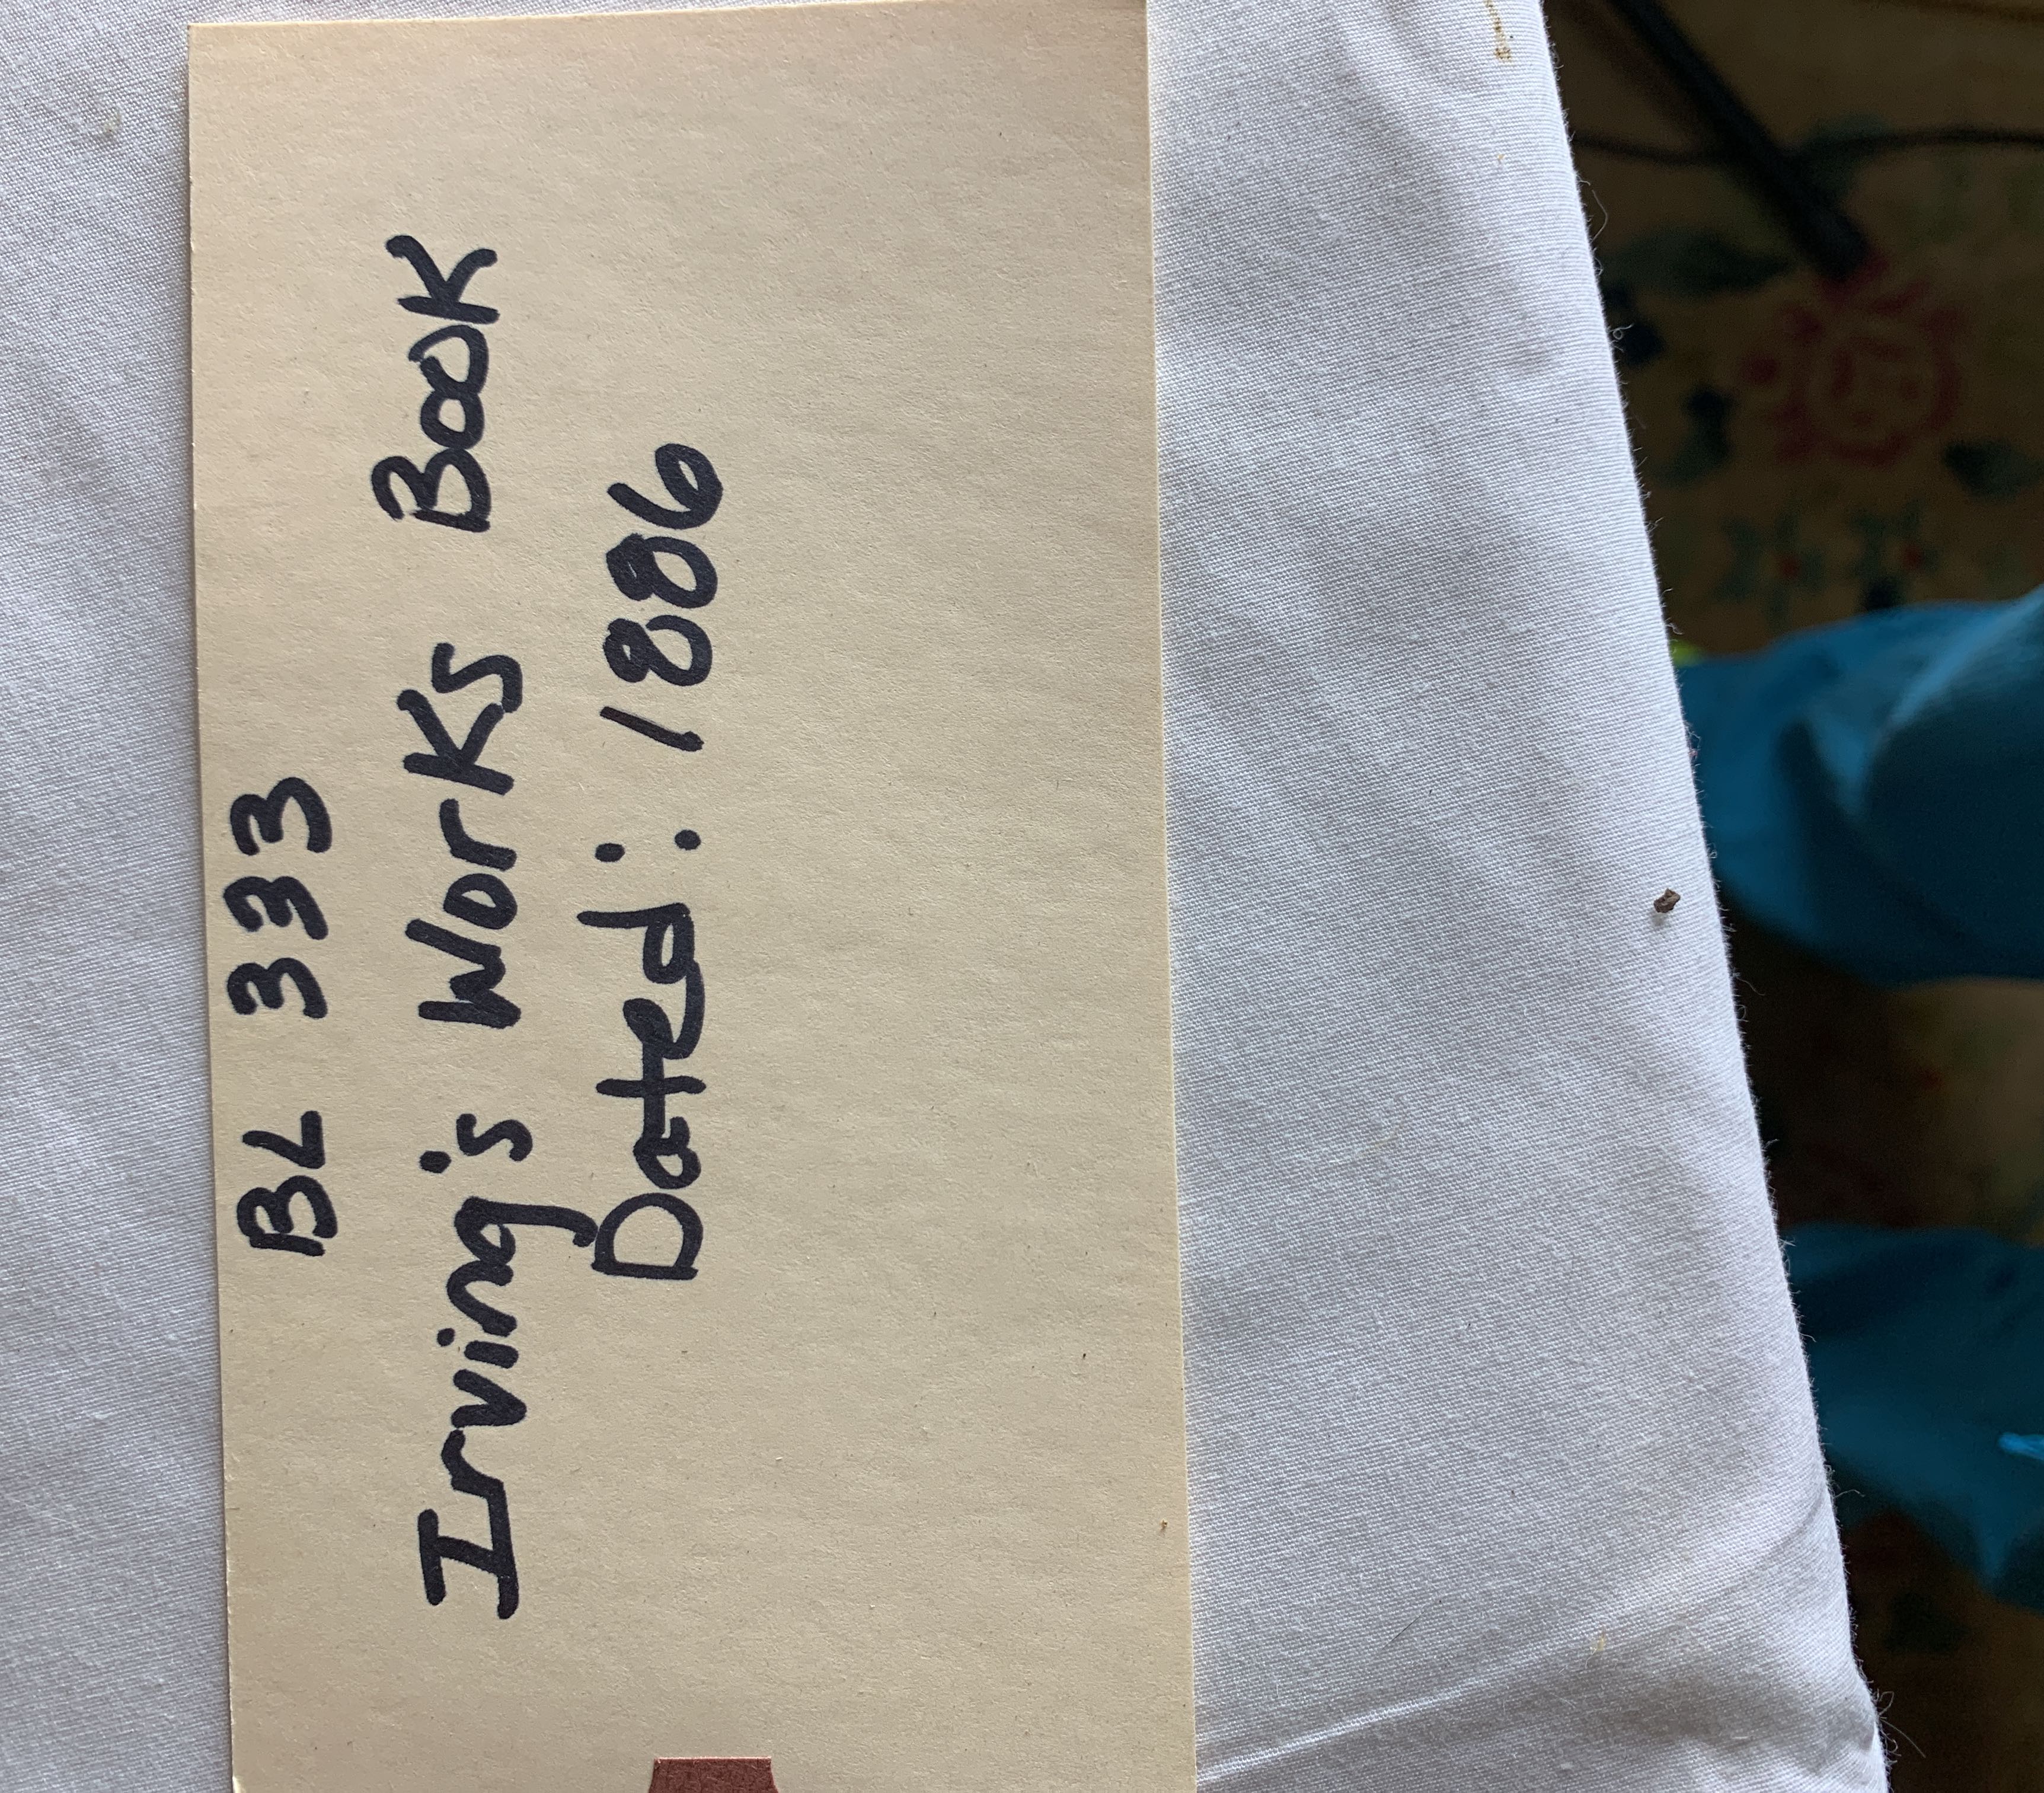 BL 333
Irving's Works Book
Dated: 1886